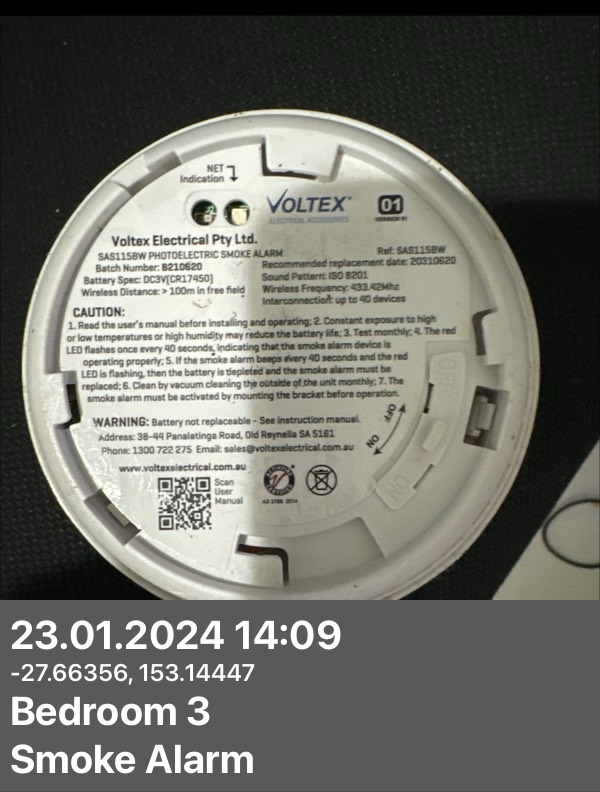 NET
Indication
VOLTEX
ELECTRICAL ACCESSORIES
01
VERSION 01
Voltex Electrical Pty Ltd.
SAS115BW PHOTOELECTRIC SMOKE ALARM
Ref: SAS115BW
Batch Number: B210620
Recommended replacement date: 20310620
Battery Spec: DC3V(CR17450)
Sound Pattern: ISO 8201
Wireless Distance: > 100m in free field
Wireless Frequency: 433.42Mhz
Interconnection: up to 40 devices
CAUTION:
1. Read the user's manual before installing and operating; 2. Constant exposure to high
or low temperatures or high humidity may reduce the battery life; 3. Test monthly; 4. The red
LED flashes once every 40 seconds, indicating that the smoke alarm device is
operating properly; 5. If the smoke alarm beeps every 40 seconds and the red
LED is flashing, then the battery is depleted and the smoke alarm must be
replaced; 6. Clean by vacuum cleaning the outside of the unit monthly; 7. The
smoke alarm must be activated by mounting the bracket before operation.
WARNING: Battery not replaceable - See instruction manual.
Address: 38-44 Panalatinga Road, Old Reynella SA 5161
Phone: 1300 722 275 Email: sales@voltexelectrical.com.au
www.voltexelectrical.com.au
OFF
ON
Scan
User
Manual
AS 3786 2014
ON
23.01.2024 14:09
-27.66356, 153.14447
Bedroom 3
Smoke Alarm